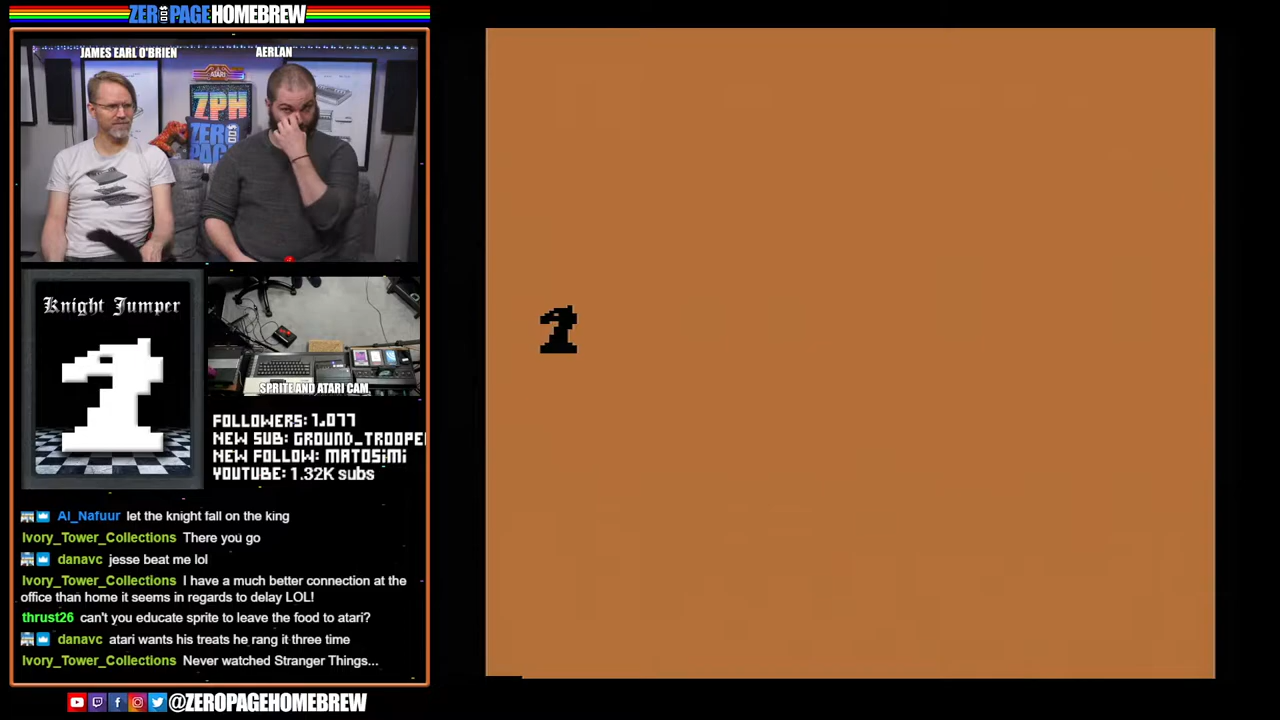 ZERO PAGE HOMEBREW
JAMES EARL O'BRIEN
AERLAN
ATARI
ZPH
ZERO
Knight Jumper
SPRITE AND ATARI CAM
FOLLOWERS: 1,077
NEW SUB: GROUND_TROOPER
NEW FOLLOW: MATOSIMI
YOUTUBE: 1.32K subs
Al_Nafuur let the knight fall on the king
Ivory_Tower_Collections There you go
danavc jesse beat me lol
Ivory_Tower_Collections I have a much better connection at the
office than home it seems in regards to delay LOL!
thrust26 can't you educate sprite to leave the food to atari?
danavc atari wants his treats he rang it three time
Ivory_Tower_Collections Never watched Stranger Things...
@ZEROPAGEHOMEBREW